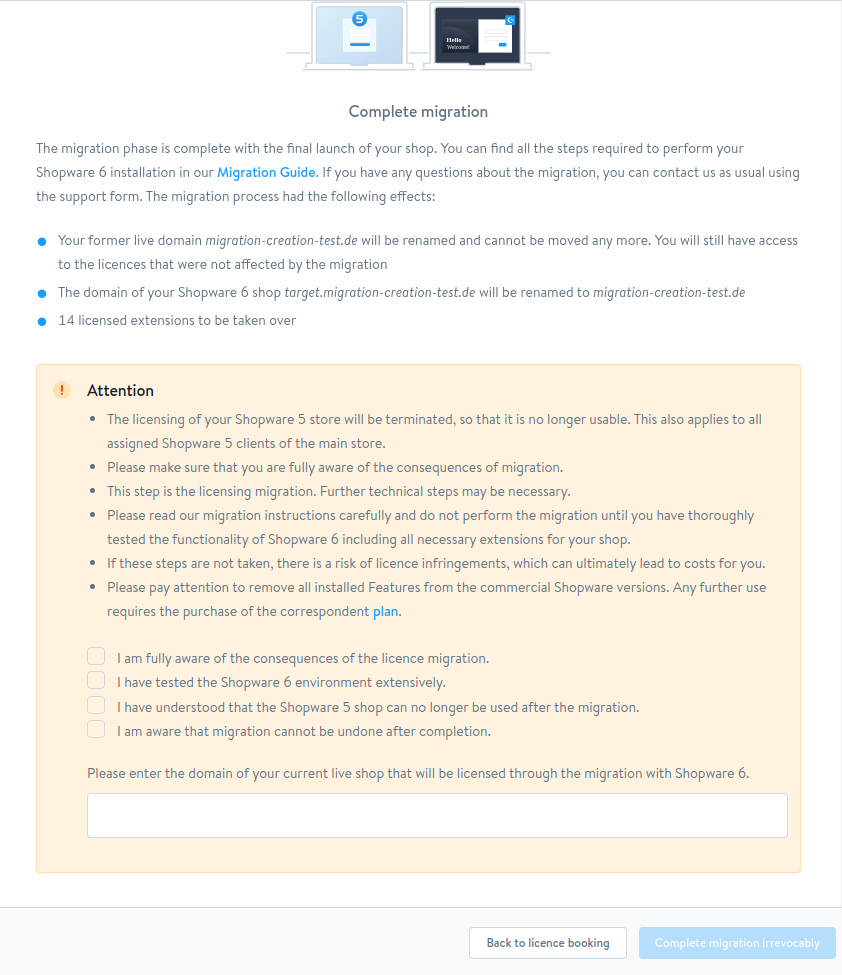 S
Hello
Welcome!
Complete migration
The migration phase is complete with the final launch of your shop. You can find all the steps required to perform your
Shopware 6 installation in our Migration Guide. If you have any questions about the migration, you can contact us as usual using
the support form. The migration process had the following effects:
Your former live domain migration-creation-test.de will be renamed and cannot be moved any more. You will still have access
to the licences that were not affected by the migration
The domain of your Shopware 6 shop target.migration-creation-test.de will be renamed to migration-creation-test.de
14 licensed extensions to be taken over
! Attention
The licensing of your Shopware 5 store will be terminated, so that it is no longer usable. This also applies to all
assigned Shopware 5 clients of the main store.
Please make sure that you are fully aware of the consequences of migration.
This step is the licensing migration. Further technical steps may be necessary.
Please read our migration instructions carefully and do not perform the migration until you have thoroughly
tested the functionality of Shopware 6 including all necessary extensions for your shop.
If these steps are not taken, there is a risk of licence infringements, which can ultimately lead to costs for you.
Please pay attention to remove all installed Features from the commercial Shopware versions. Any further use
requires the purchase of the correspondent plan.
I am fully aware of the consequences of the licence migration.
I have tested the Shopware 6 environment extensively.
I have understood that the Shopware 5 shop can no longer be used after the migration.
I am aware that migration cannot be undone after completion.
Please enter the domain of your current live shop that will be licensed through the migration with Shopware 6.
Back to licence booking
Complete migration irrevocably